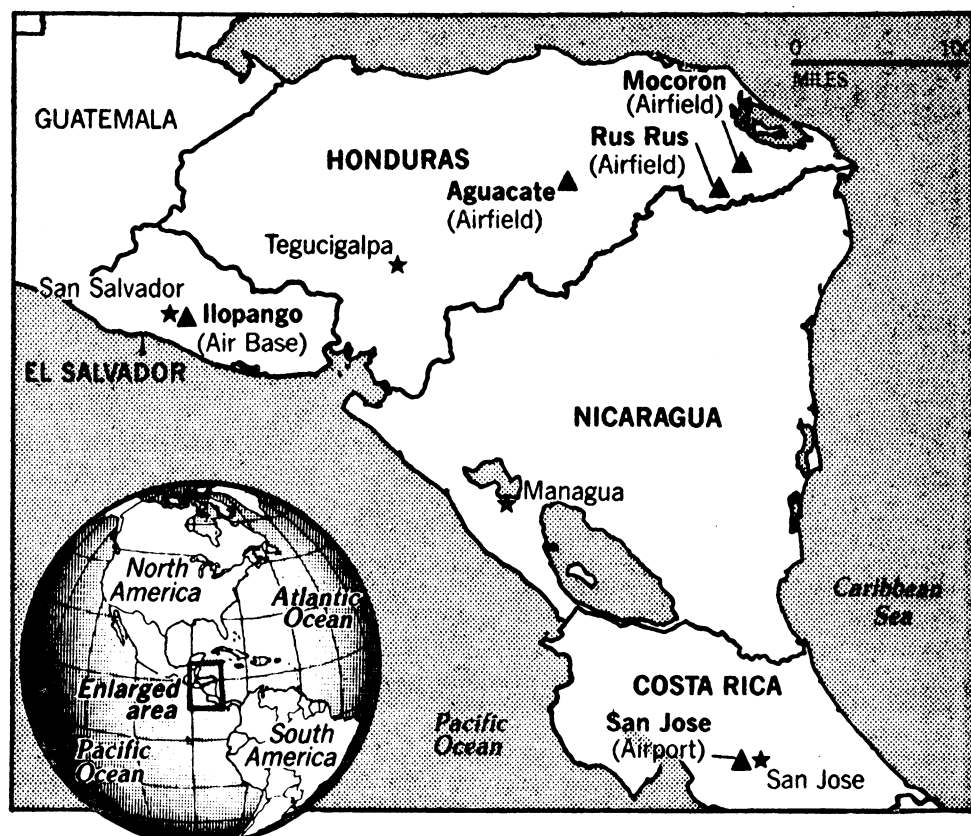 0 100
MILES
Mocoron
(Airfield)
Rus Rus
(Airfield)
GUATEMALA
HONDURAS
Aguacate
(Airfield)
Tegucigalpa
San Salvador
Ilopango
(Air Base)
EL SALVADOR
NICARAGUA
Managua
North
America
Atlantic
Ocean
Caribbean
Sea
Enlarged
area
COSTA RICA
San Jose
(Airport)
Pacific
Ocean
South
America
Pacific
Ocean
San Jose